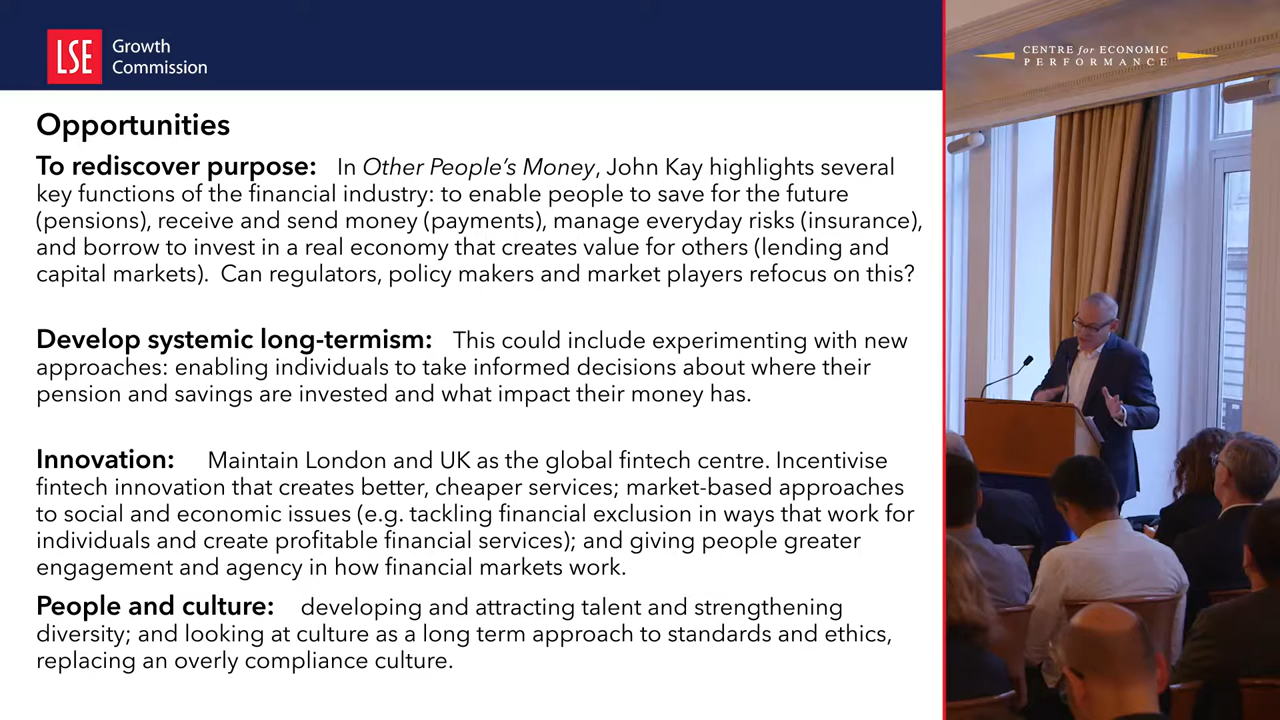 LSE Growth
Commission
CENTRE for ECONOMIC
PERFORMANCE
Opportunities
To rediscover purpose: In Other People's Money, John Kay highlights several
key functions of the financial industry: to enable people to save for the future
(pensions), receive and send money (payments), manage everyday risks (insurance),
and borrow to invest in a real economy that creates value for others (lending and
capital markets). Can regulators, policy makers and market players refocus on this?
Develop systemic long-termism: This could include experimenting with new
approaches: enabling individuals to take informed decisions about where their
pension and savings are invested and what impact their money has.
Innovation: Maintain London and UK as the global fintech centre. Incentivise
fintech innovation that creates better, cheaper services; market-based approaches
to social and economic issues (e.g. tackling financial exclusion in ways that work for
individuals and create profitable financial services); and giving people greater
engagement and agency in how financial markets work.
People and culture: developing and attracting talent and strengthening
diversity; and looking at culture as a long term approach to standards and ethics,
replacing an overly compliance culture.